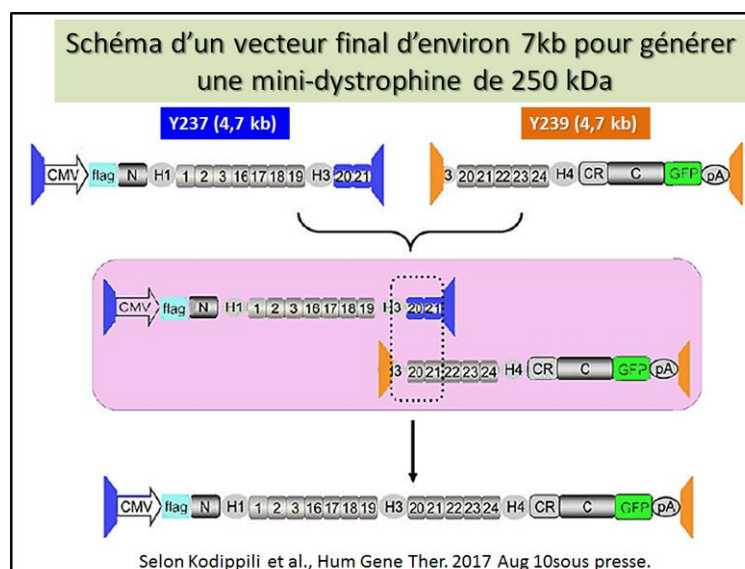 Schéma d'un vecteur final d'environ 7kb pour générer
une mini-dystrophine de 250 kDa
Y237 (4,7 kb) Y239 (4,7 kb)
CMV flag N H1 1 2 3 16 17 18 19 H3 20 21
3 20 21 22 23 24 H4 CR C GFP pA
CMV flag N H1 1 2 3 16 17 18 19 H3 20 21
H3 20 21 22 23 24 H4 CR C GFP pA
CMV flag N H1 1 2 3 16 17 18 19 H3 20 21 22 23 24 H4 CR C GFP pA
Selon Kodippili et al., Hum Gene Ther. 2017 Aug 10sous presse.